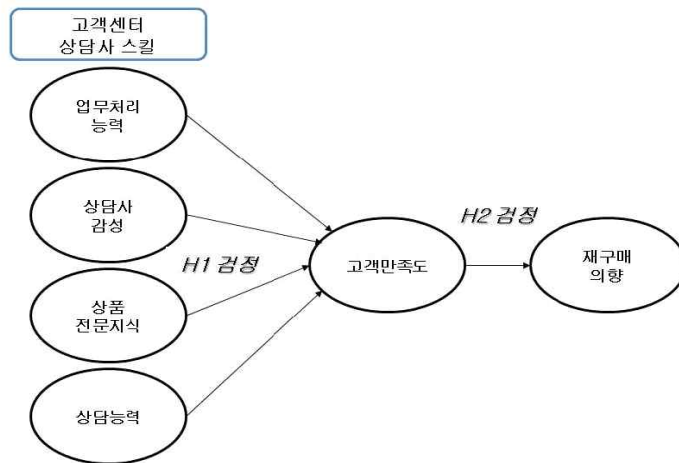 고객센터
상담사 스킬
업무처리
능력
상담사
감성
H1 검정
상품
전문지식
상담능력
고객만족도
H2 검정
재구매
의향